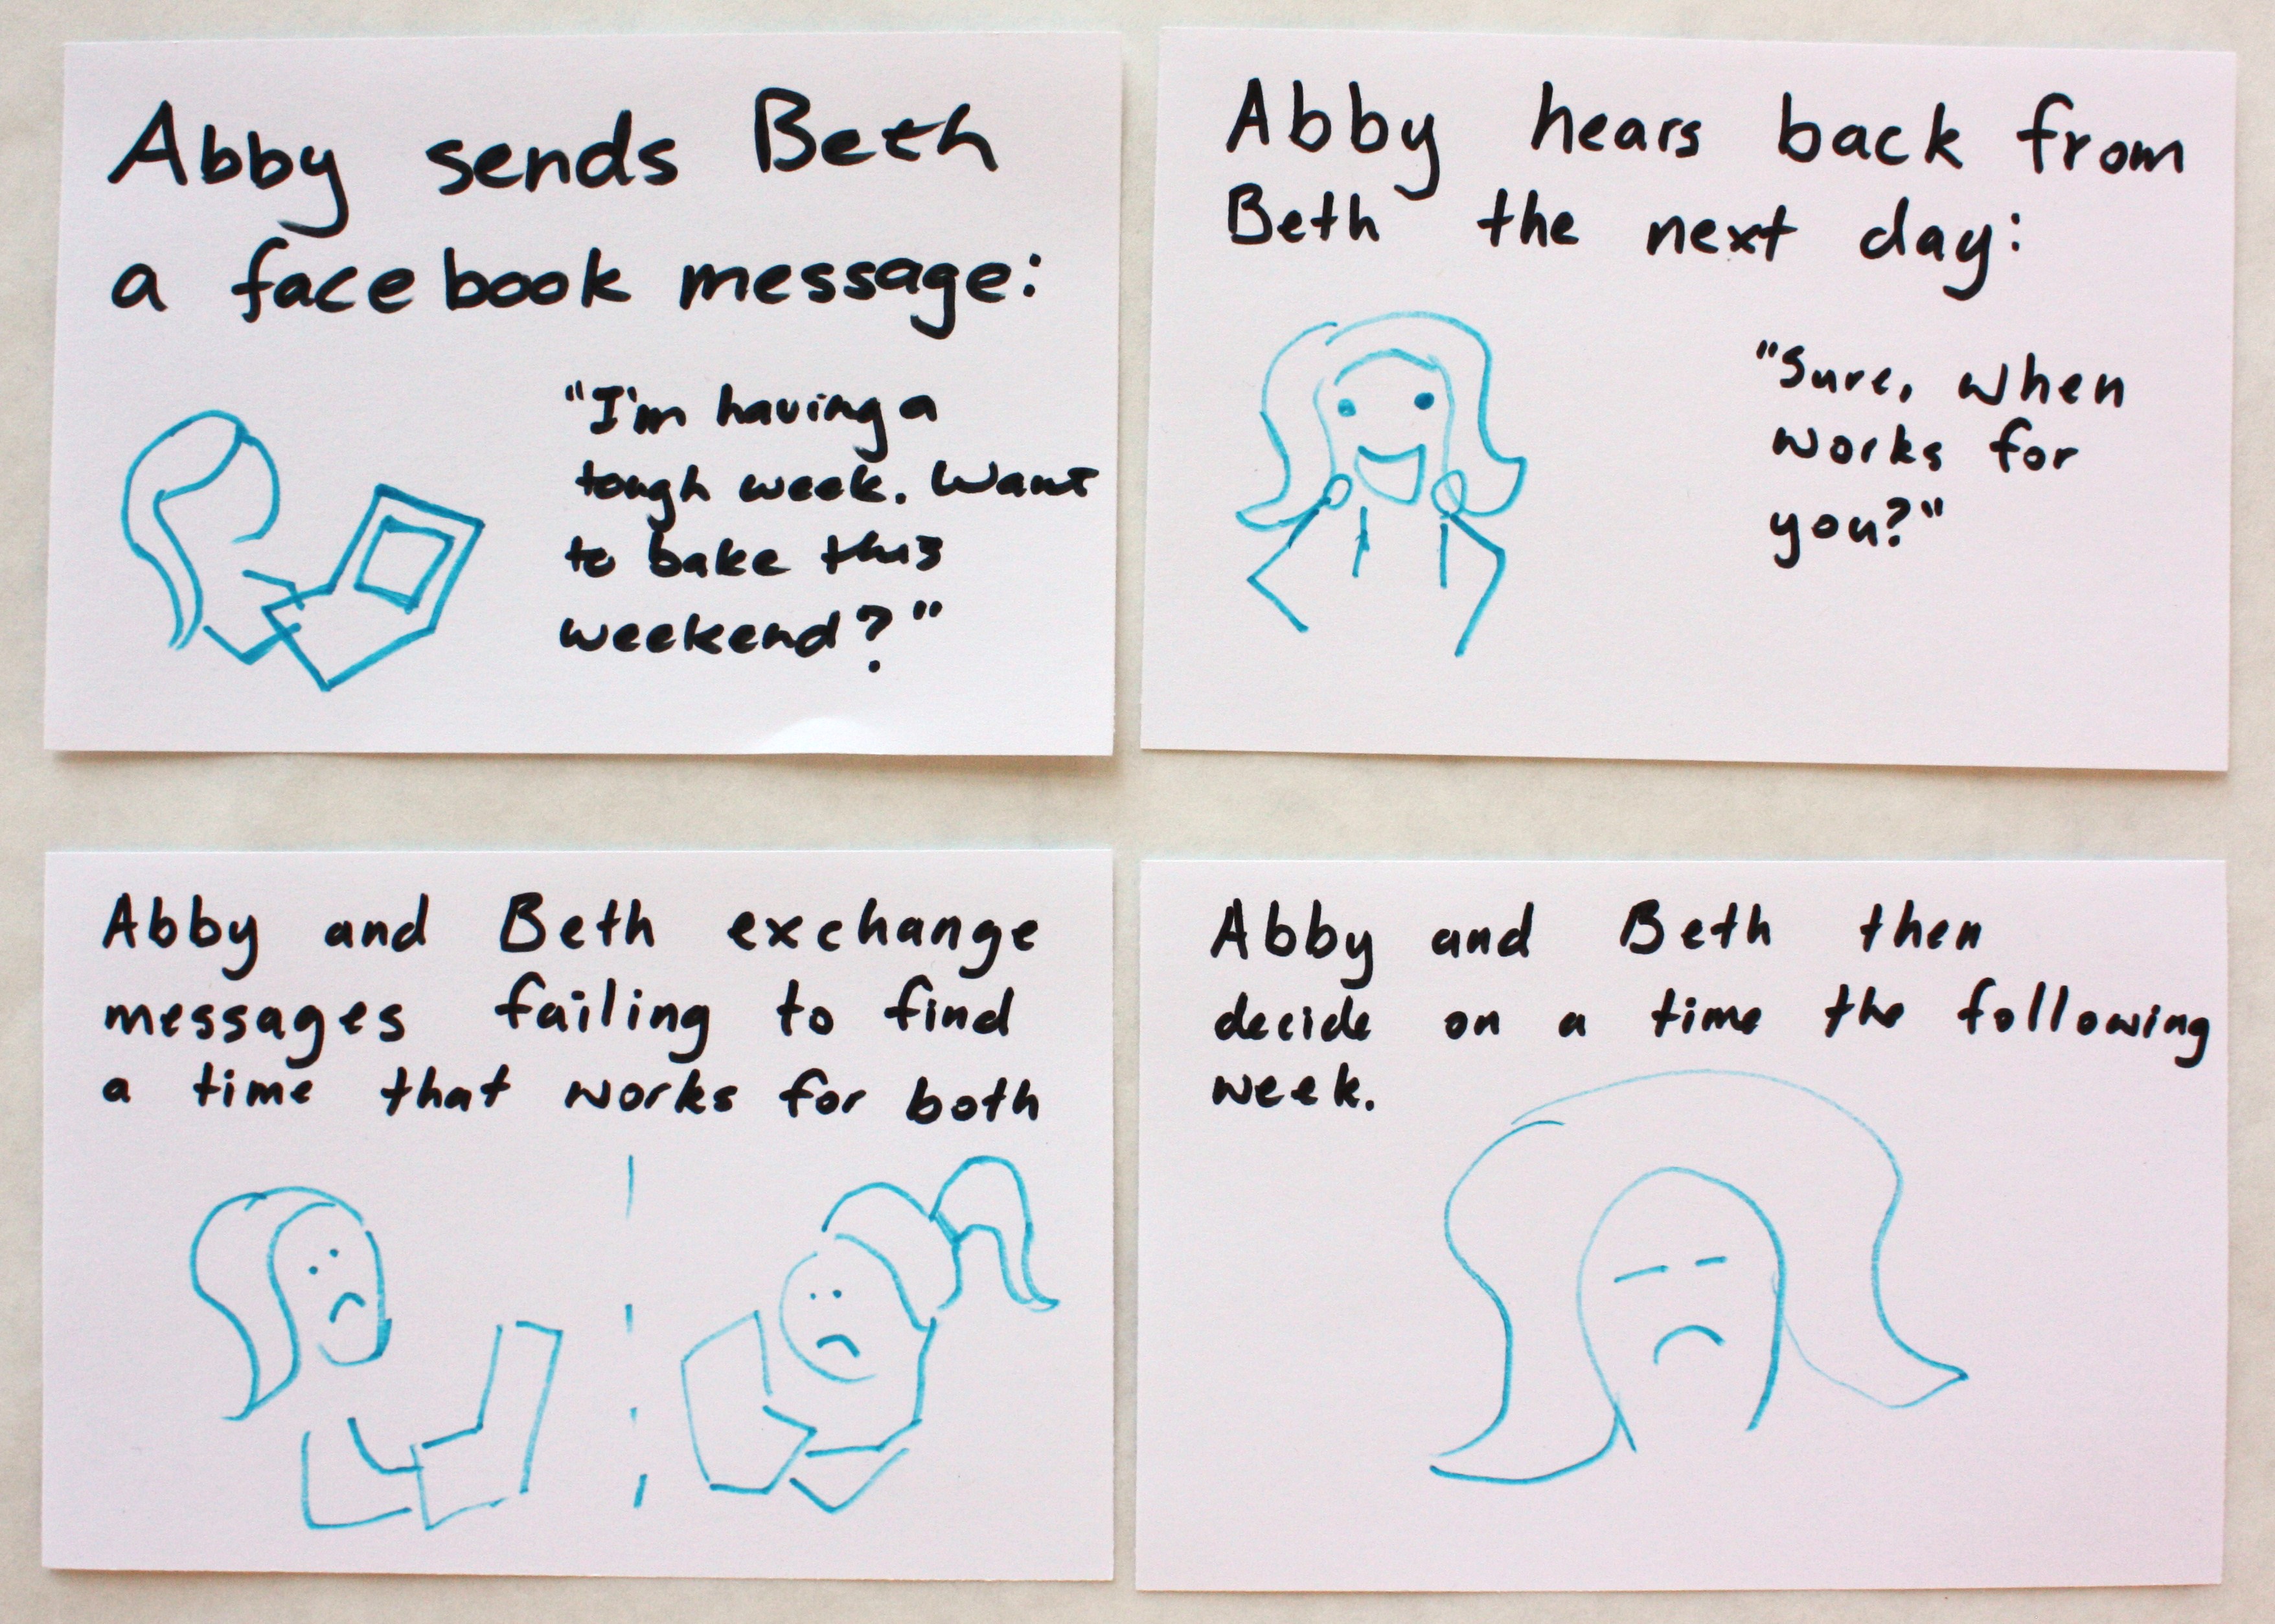 Abby sends Beth
a facebook message:
"I'm having a
tough week. Want
to bake this
weekend?"
Abby hears back from
Beth the next day:
"Sure, when
works for
you?"
Abby and Beth exchange
messages failing to find
a time that works for both
Abby and Beth then
decide on a time the following
week.